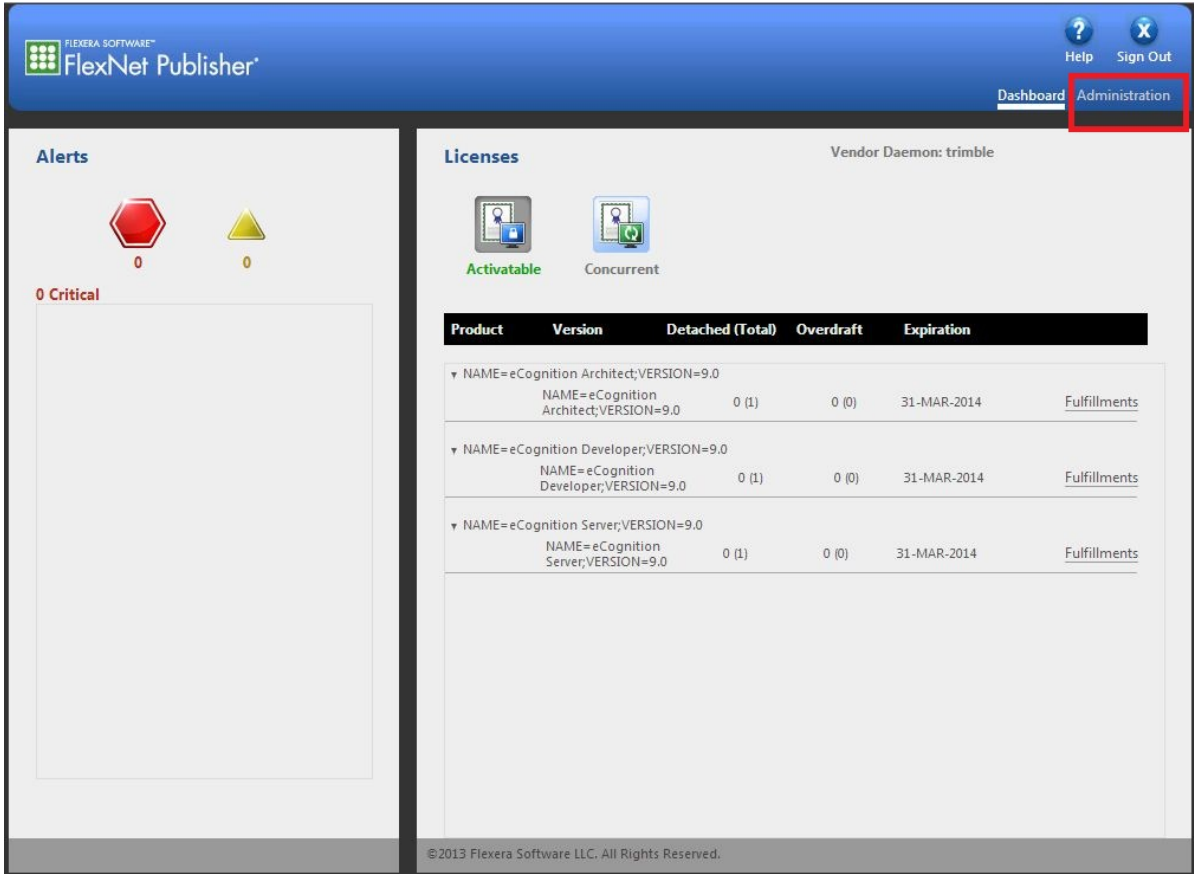 FLEXERA SOFTWARE™
FlexNet Publisher®
? X
Help Sign Out
Dashboard Administration
Alerts
0 0
0 Critical
Licenses Vendor Daemon: trimble
Activatable Concurrent
Product Version Detached (Total) Overdraft Expiration
▾ NAME=eCognition Architect;VERSION=9.0
NAME=eCognition
Architect;VERSION=9.0 0 (1) 0 (0) 31-MAR-2014 Fulfillments
▾ NAME=eCognition Developer;VERSION=9.0
NAME=eCognition
Developer;VERSION=9.0 0 (1) 0 (0) 31-MAR-2014 Fulfillments
▾ NAME=eCognition Server;VERSION=9.0
NAME=eCognition
Server;VERSION=9.0 0 (1) 0 (0) 31-MAR-2014 Fulfillments
©2013 Flexera Software LLC. All Rights Reserved.